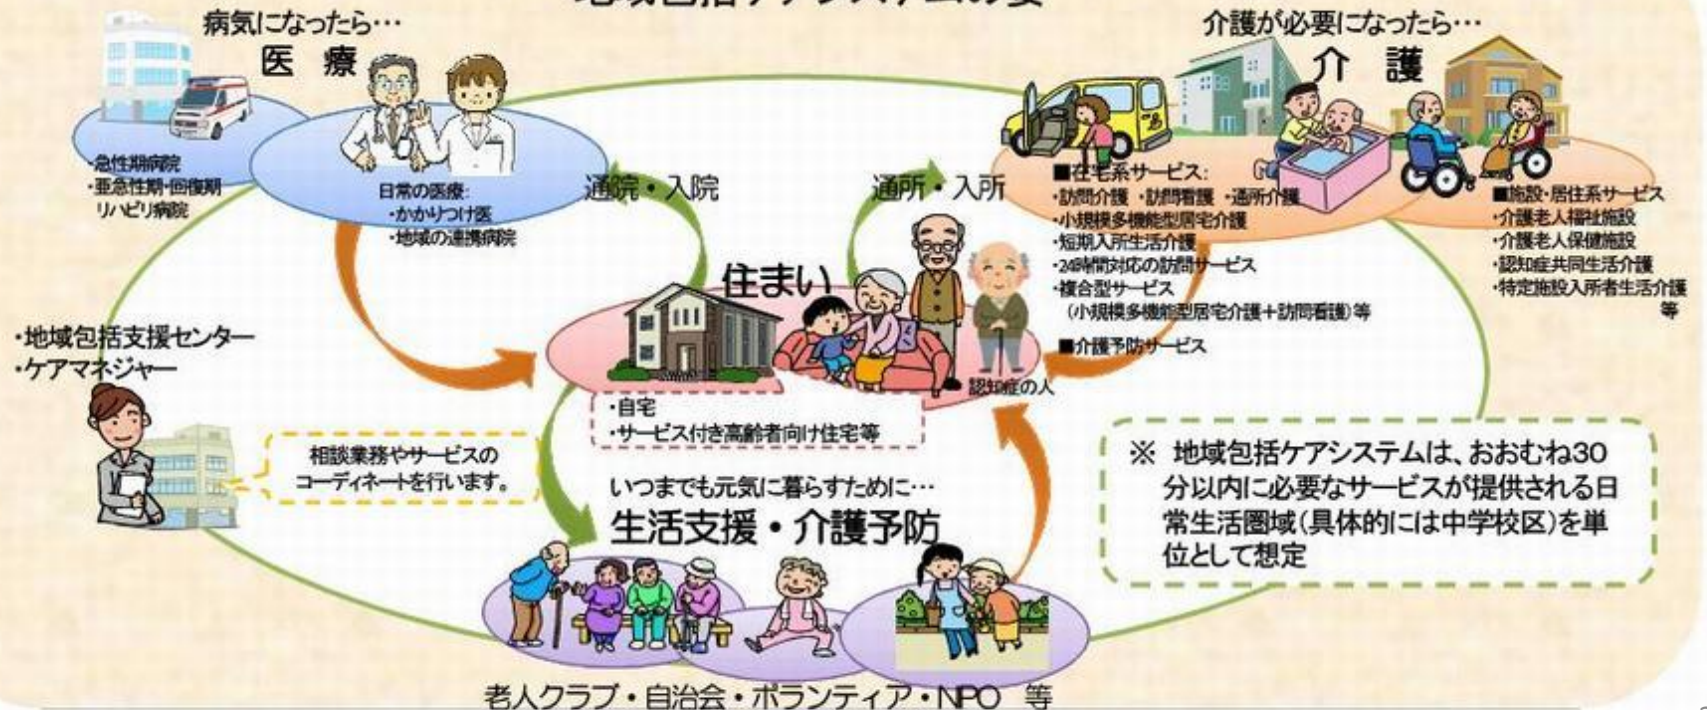 病気になったら…
医 療
・急性期病院
・亜急性期・回復期
リハビリ病院
日常の医療:
・かかりつけ医
・地域の連携病院
通院・入院
通所・入所
介護が必要になったら…
介 護
■在宅系サービス:
・訪問介護 ・訪問看護 ・通所介護
・小規模多機能型居宅介護
・短期入所生活介護
・24時間対応の訪問サービス
・複合型サービス
(小規模多機能型居宅介護+訪問看護)等
■介護予防サービス
■施設・居住系サービス
・介護老人福祉施設
・介護老人保健施設
・認知症共同生活介護
・特定施設入所者生活介護
等
住まい
認知症の人
・自宅
・サービス付き高齢者向け住宅等
・地域包括支援センター
・ケアマネジャー
相談業務やサービスの
コーディネートを行います。
いつまでも元気に暮らすために…
生活支援・介護予防
老人クラブ・自治会・ボランティア・NPO 等
※ 地域包括ケアシステムは、おおむね30
分以内に必要なサービスが提供される日
常生活圏域(具体的には中学校区)を単
位として想定